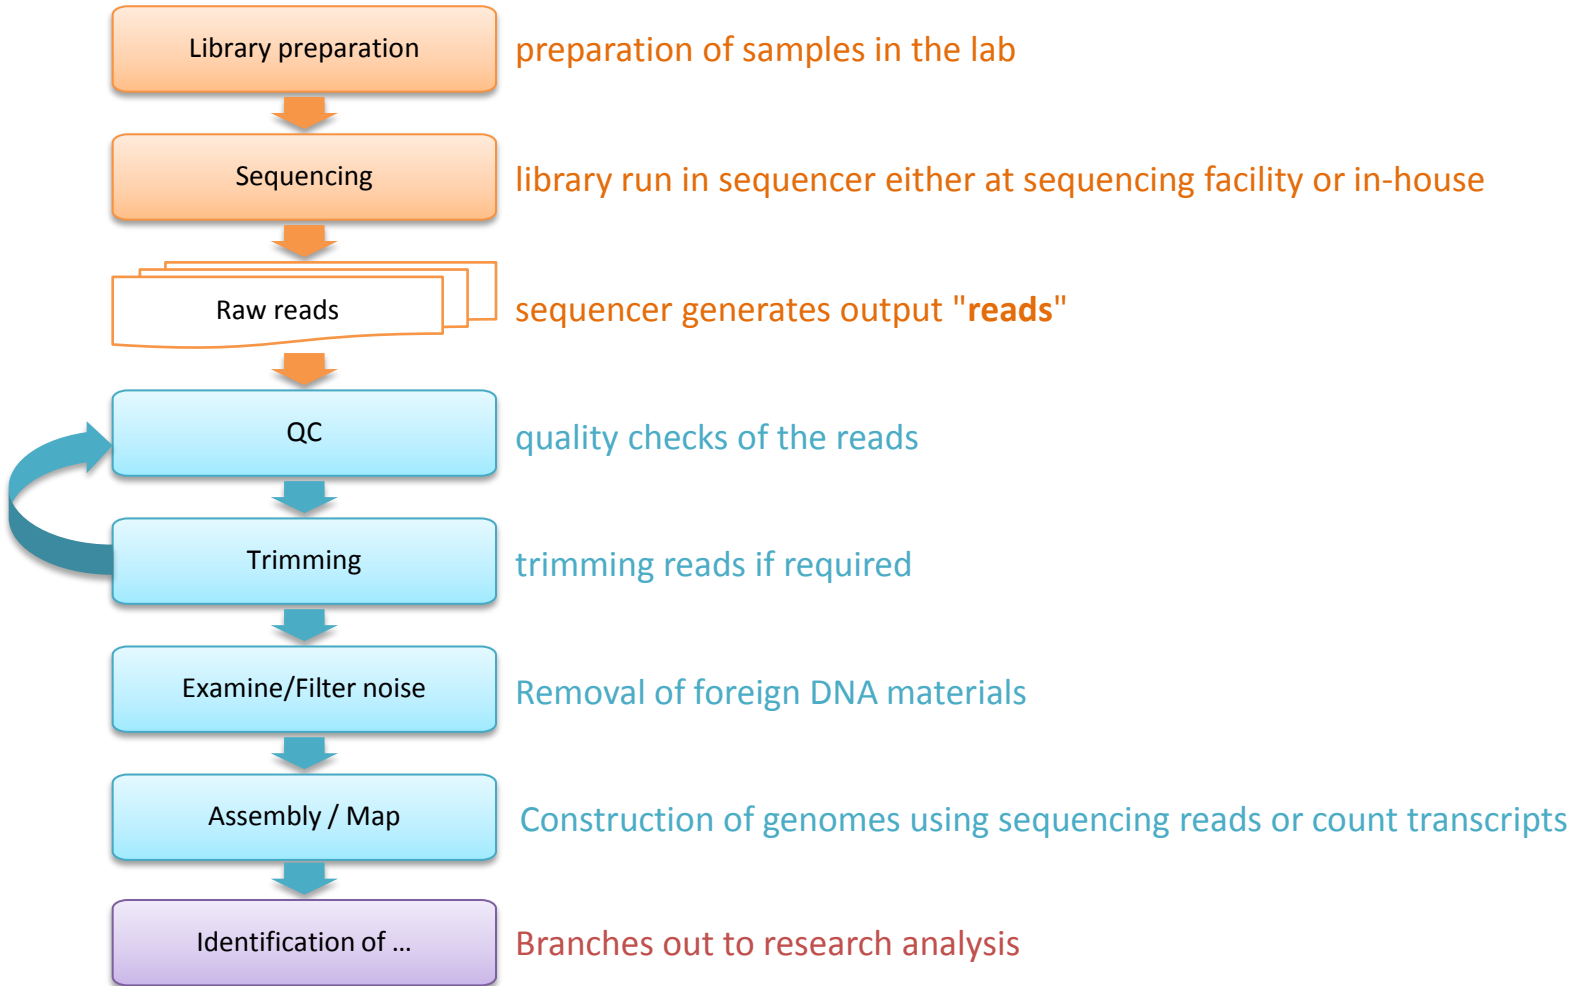 Library preparation
preparation of samples in the lab
Sequencing
library run in sequencer either at sequencing facility or in-house
Raw reads
sequencer generates output "reads"
QC
quality checks of the reads
Trimming
trimming reads if required
Examine/Filter noise
Removal of foreign DNA materials
Assembly / Map
Construction of genomes using sequencing reads or count transcripts
Identification of ...
Branches out to research analysis